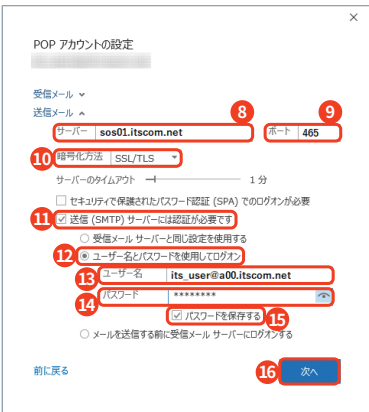 ×
POP アカウントの設定
受信メール
送信メール
8 9
サーバー sos01.itscom.net ポート 465
10 暗号化方法 SSL/TLS
サーバーのタイムアウト 1 分
セキュリティで保護されたパスワード認証 (SPA) でのログオンが必要
11 送信 (SMTP) サーバーには認証が必要です
受信メール サーバーと同じ設定を使用する
12 ユーザー名とパスワードを使用してログオン
13 ユーザー名 its_user@a00.itscom.net
14 パスワード ********
パスワードを保存する 15
メールを送信する前に受信メール サーバーにログオンする
前に戻る 16 次へ